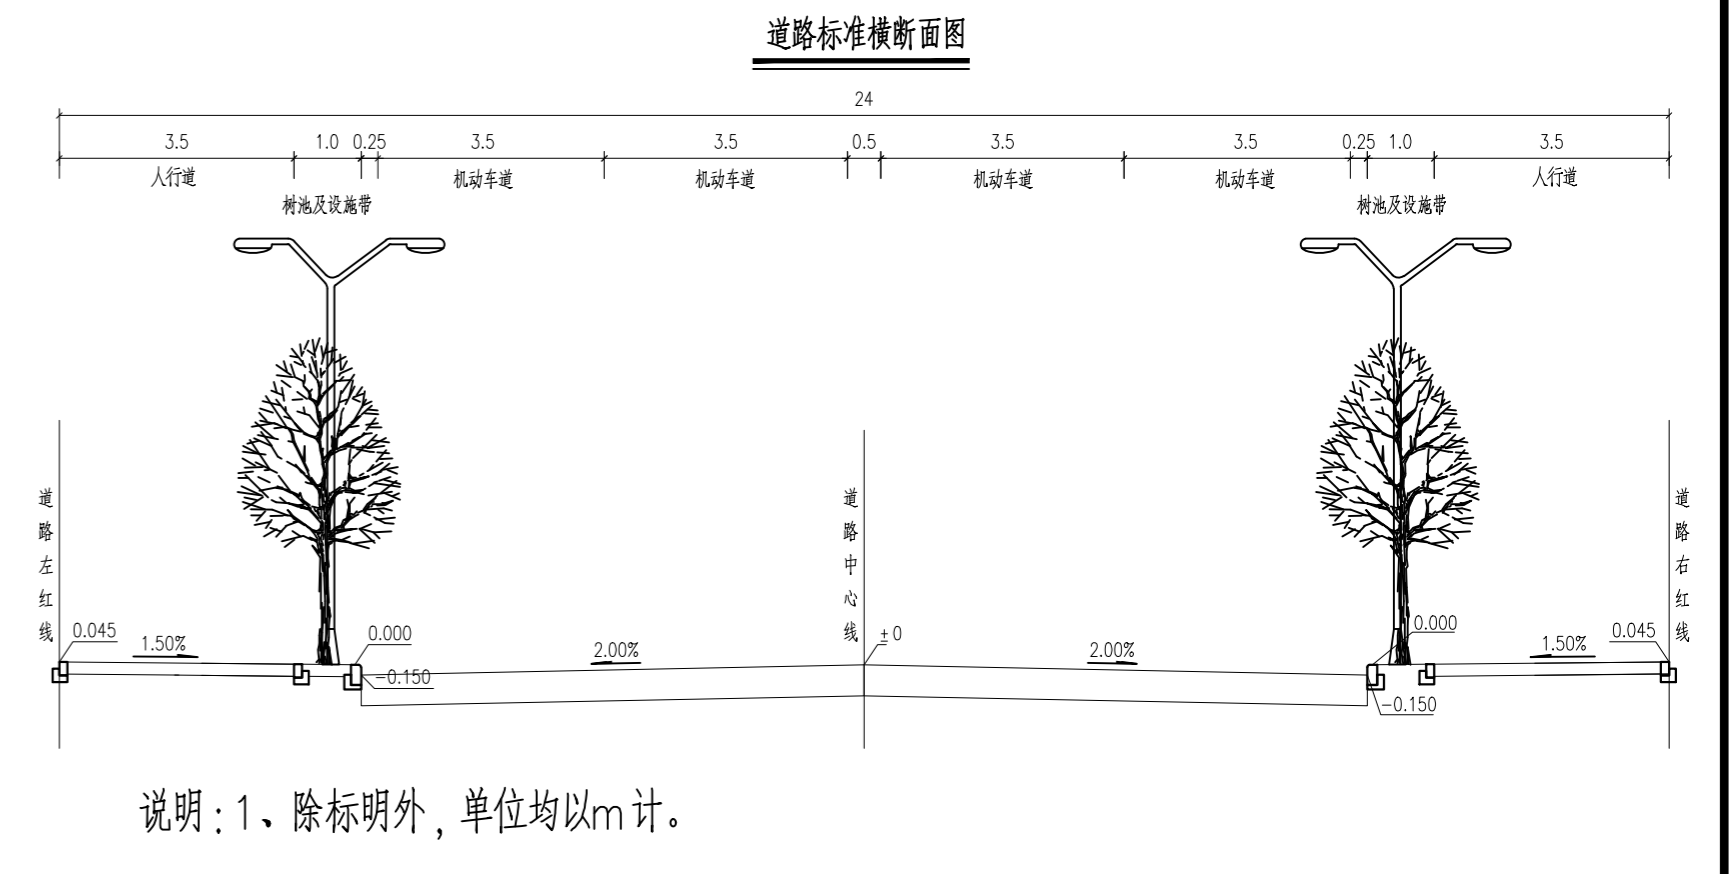 道路标准横断面图
24
3.5 1.0 0.25 3.5 3.5 0.5 3.5 3.5 0.25 1.0 3.5
人行道 机动车道 机动车道 机动车道 机动车道 人行道
树池及设施带 树池及设施带
道路左红线
道路中心线
道路右红线
0.045 1.50% 0.000 2.00% ±0 2.00% 0.000 1.50% 0.045
-0.150 -0.150
说明:1、除标明外,单位均以m计。